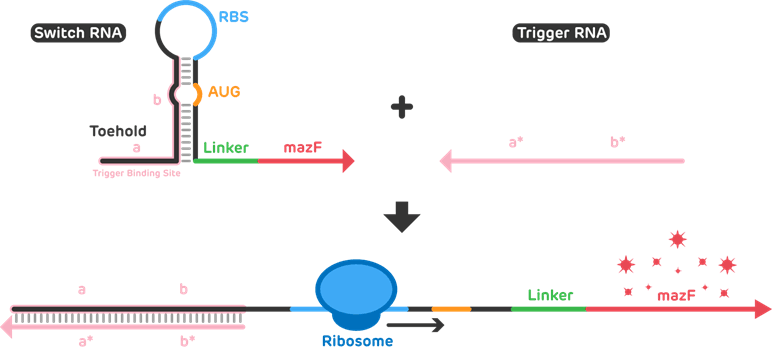 Switch RNA
RBS
Trigger RNA
b
AUG
Toehold
a
Linker
mazF
a*
b*
Trigger Binding Site
a
b
Linker
mazF
a*
b*
Ribosome